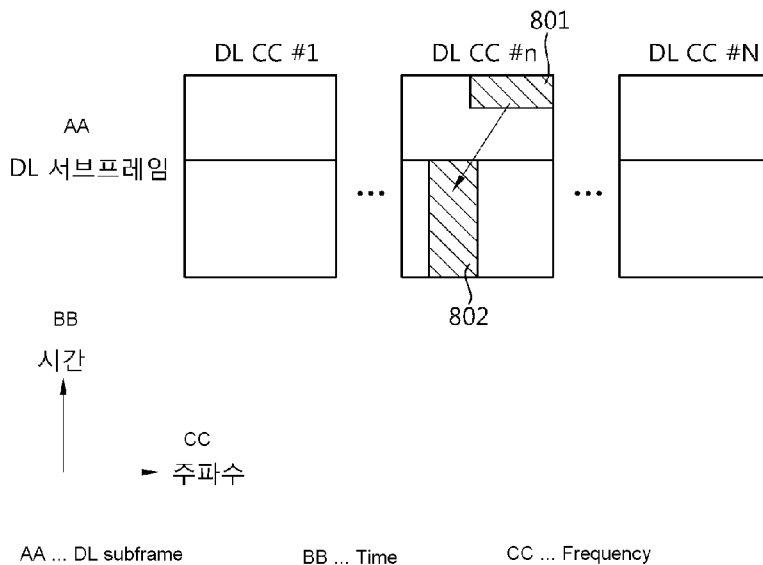 801
DL CC #1
DL CC #n
DL CC #N
AA
DL 서브프레임
...
...
802
BB
시간
CC
주파수
AA ... DL subframe
BB ... Time
CC ... Frequency